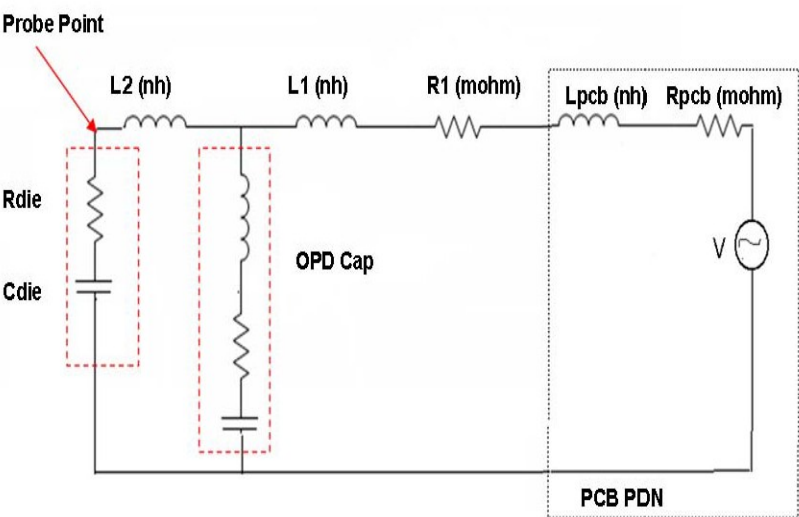 Probe Point
L2 (nh)
L1 (nh)
R1 (mohm)
Lpcb (nh)
Rpcb (mohm)
Rdie
Cdie
OPD Cap
V
PCB PDN